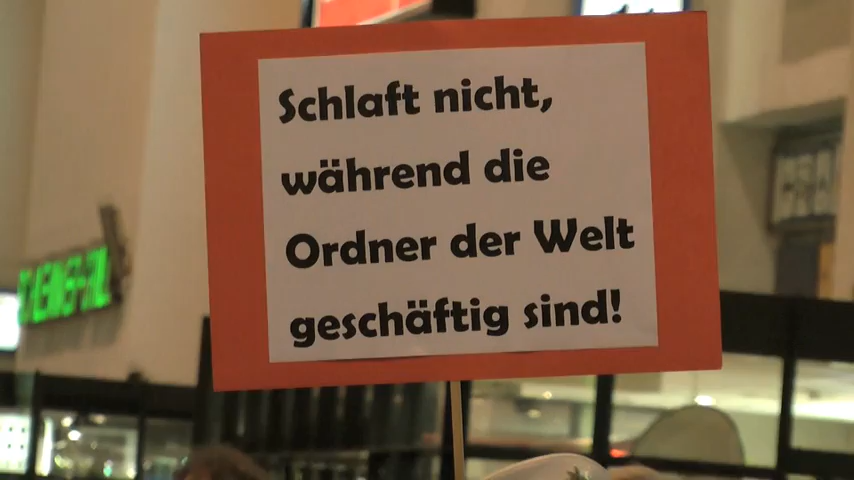 Schlaft nicht,
während die
Ordner der Welt
geschäftig sind!